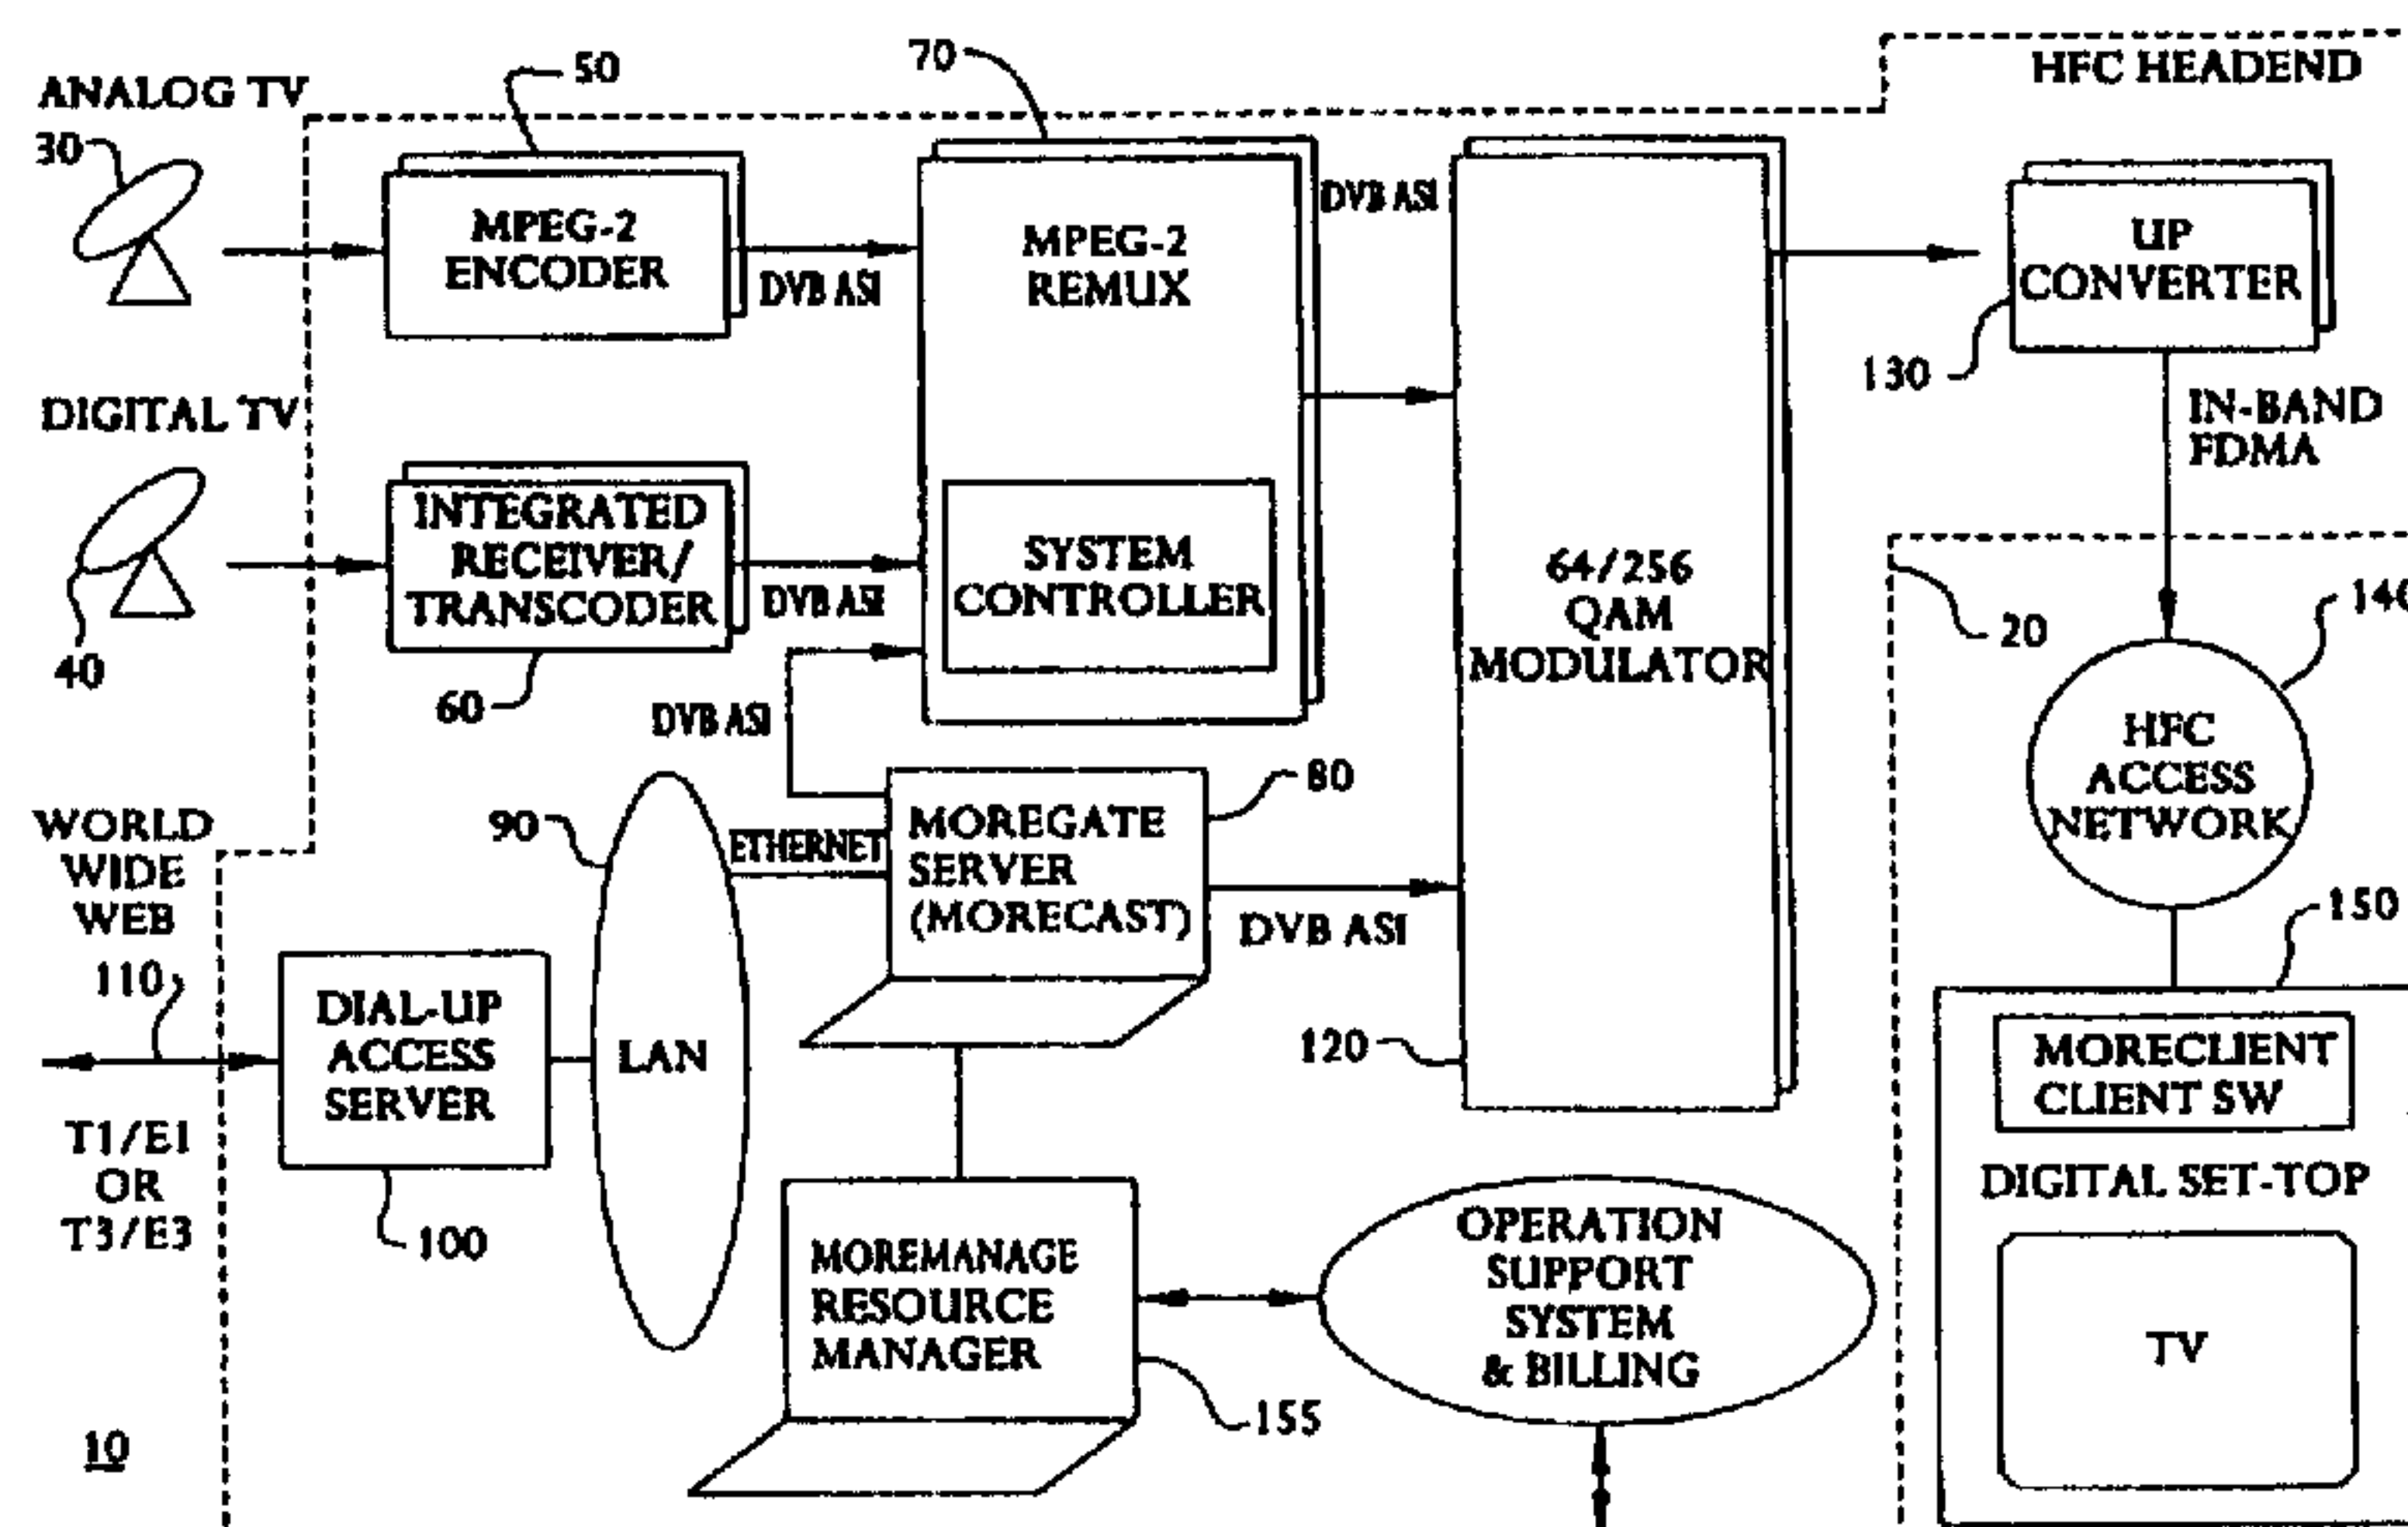 HFC HEADEND
ANALOG TV
30
50
70
MPEG-2
ENCODER
DVB ASI
MPEG-2
REMUX
DVB ASI
UP
CONVERTER
130
IN-BAND
FDMA
DIGITAL TV
40
INTEGRATED
RECEIVER/
TRANSCODER
60
DVB ASI
SYSTEM
CONTROLLER
DVB ASI
64/256
QAM
MODULATOR
120
20
HFC
ACCESS
NETWORK
WORLD
WIDE
WEB
110
T1/E1
OR
T3/E3
DIAL-UP
ACCESS
SERVER
100
90
LAN
ETHERNET
MOREGATE
SERVER
(MORECAST)
80
DVB ASI
150
MORECLIENT
CLIENT SW
DIGITAL SET-TOP
TV
MOREMANAGE
RESOURCE
MANAGER
155
OPERATION
SUPPORT
SYSTEM
& BILLING
10